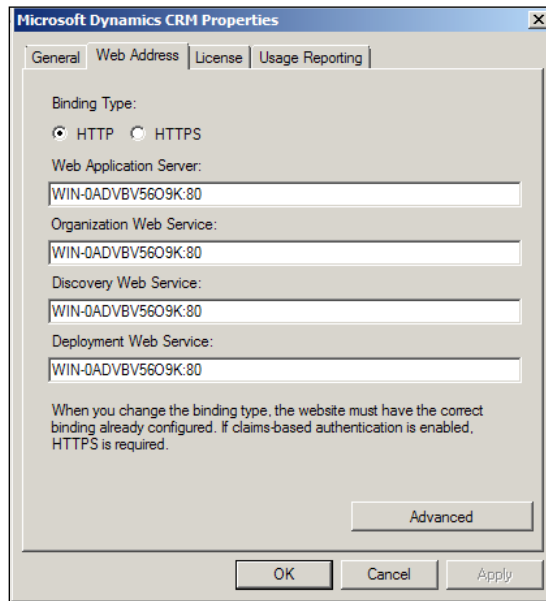 Microsoft Dynamics CRM Properties
General Web Address License Usage Reporting
Binding Type:
HTTP HTTPS
Web Application Server:
WIN-0ADVBV56O9K:80
Organization Web Service:
WIN-0ADVBV56O9K:80
Discovery Web Service:
WIN-0ADVBV56O9K:80
Deployment Web Service:
WIN-0ADVBV56O9K:80
When you change the binding type, the website must have the correct
binding already configured. If claims-based authentication is enabled,
HTTPS is required.
Advanced
OK Cancel Apply